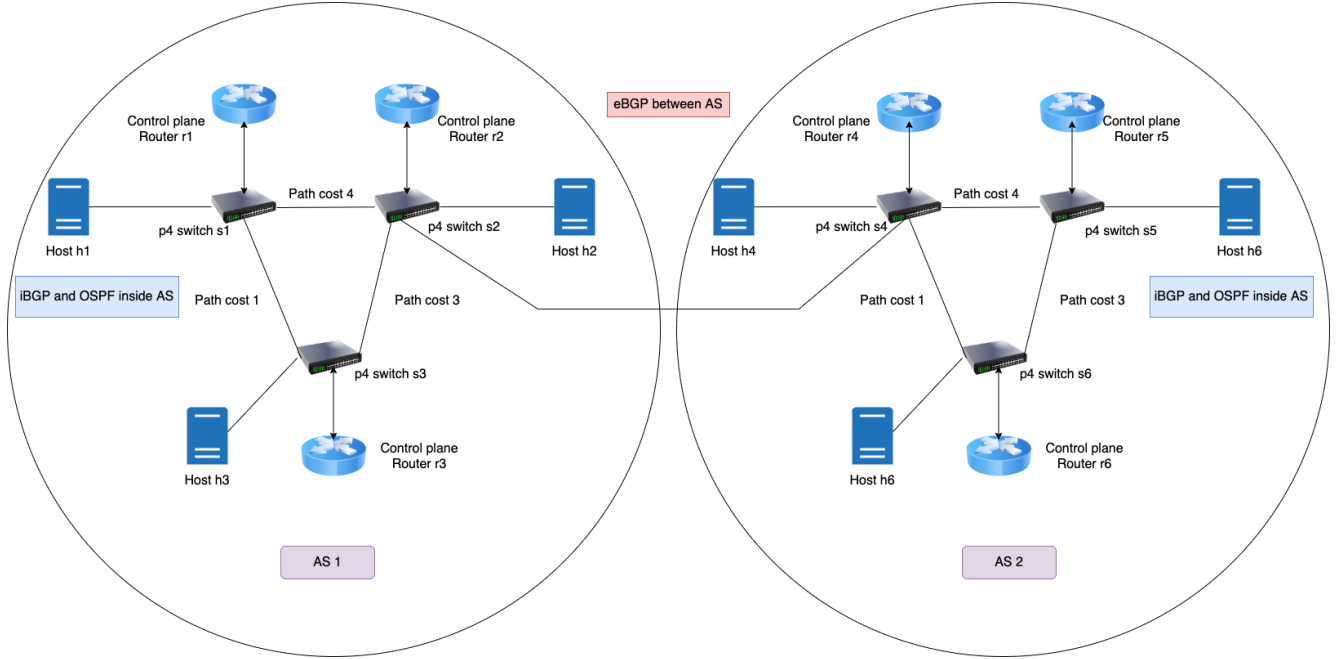 eBGP between AS
Control plane
Router r1
Control plane
Router r2
Path cost 4
Host h1
p4 switch s1
p4 switch s2
Host h2
iBGP and OSPF inside AS
Path cost 1
Path cost 3
p4 switch s3
Host h3
Control plane
Router r3
AS 1
Control plane
Router r4
Control plane
Router r5
Path cost 4
Host h4
p4 switch s4
p4 switch s5
Host h6
iBGP and OSPF inside AS
Path cost 1
Path cost 3
p4 switch s6
Host h6
Control plane
Router r6
AS 2